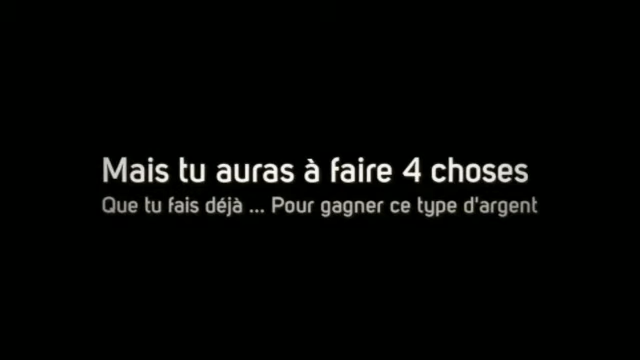 Mais tu auras à faire 4 choses
Que tu fais déjà ... Pour gagner ce type d'argent